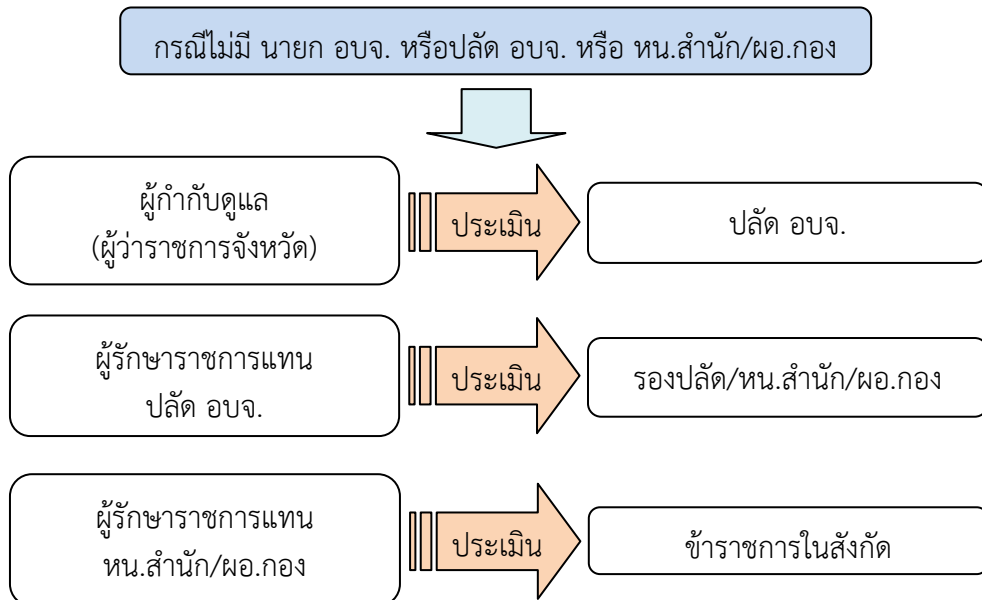 กรณีไม่มี นายก อบจ. หรือปลัด อบจ. หรือ หน.สำนัก/ผอ.กอง
ผู้กำกับดูแล
(ผู้ว่าราชการจังหวัด)
ประเมิน
ปลัด อบจ.
ผู้รักษาราชการแทน
ปลัด อบจ.
ประเมิน
รองปลัด/หน.สำนัก/ผอ.กอง
ผู้รักษาราชการแทน
หน.สำนัก/ผอ.กอง
ประเมิน
ข้าราชการในสังกัด